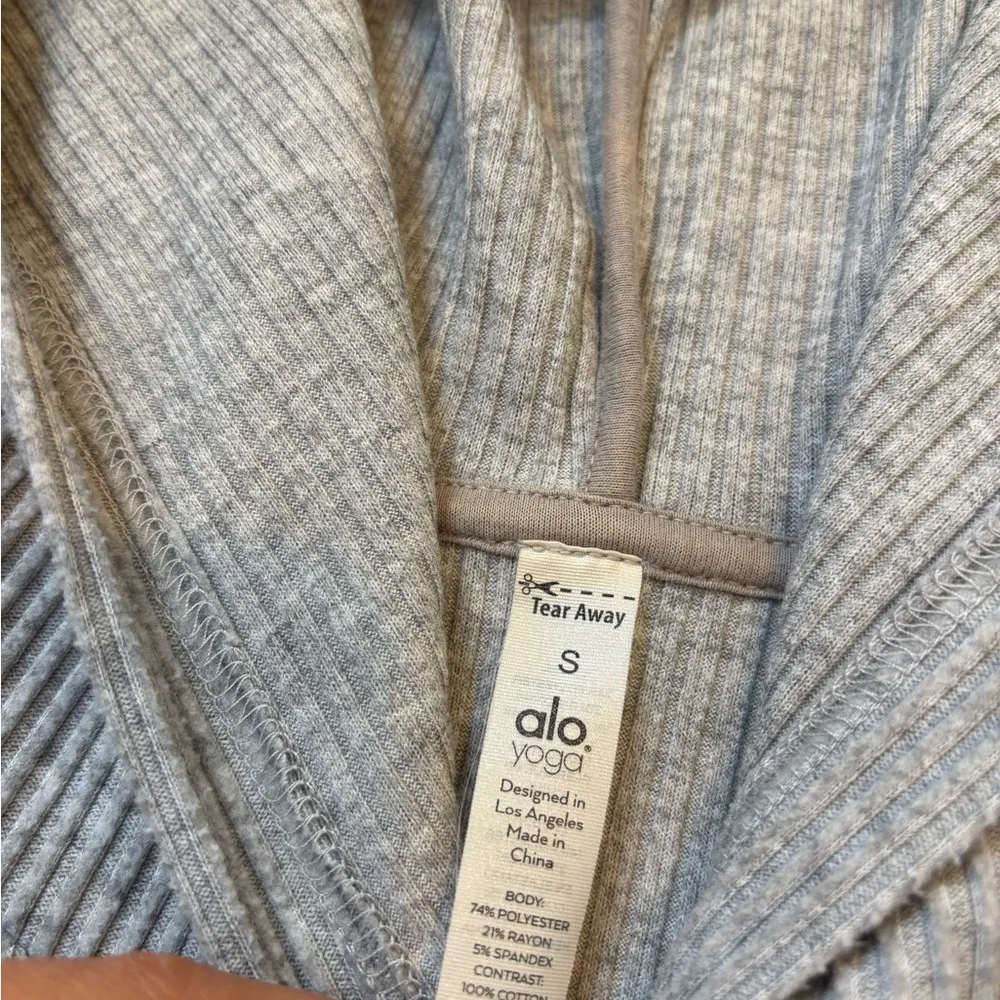 Tear Away
S
alo®
yoga
Designed in
Los Angeles
Made in
China
BODY:
74% POLYESTER
21% RAYON
5% SPANDEX
CONTRAST:
100% COTTON